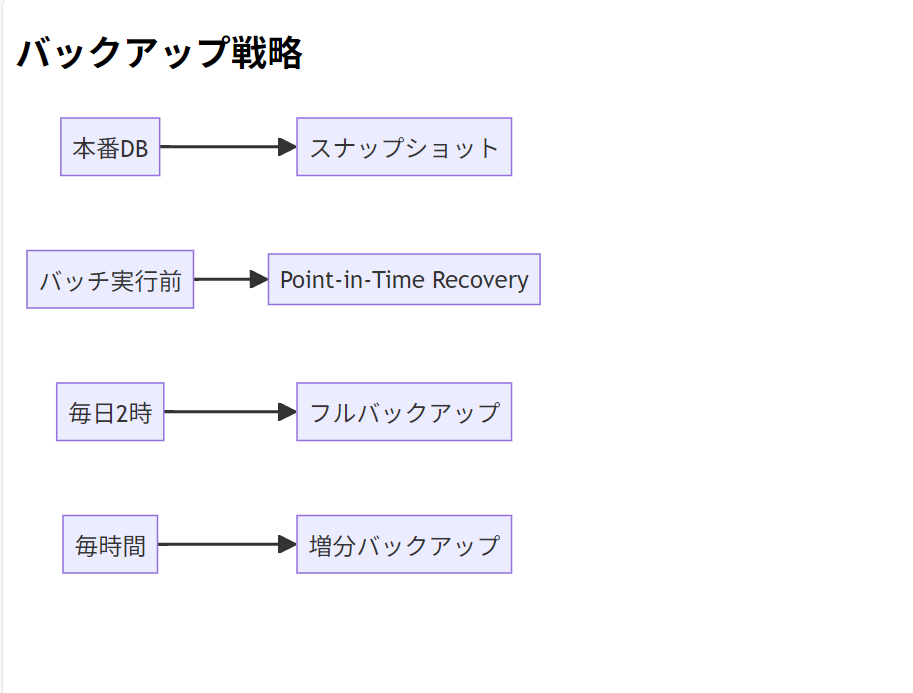 バックアップ戦略
本番DB
スナップショット
バッチ実行前
Point-in-Time Recovery
毎日2時
フルバックアップ
毎時間
増分バックアップ